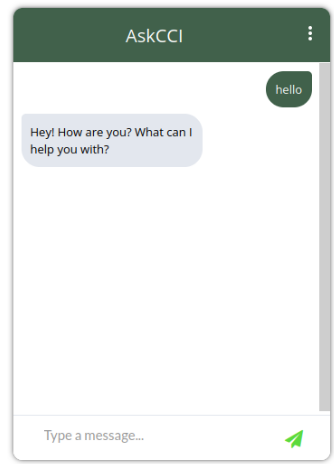 AskCCI
hello
Hey! How are you? What can I
help you with?
Type a message...